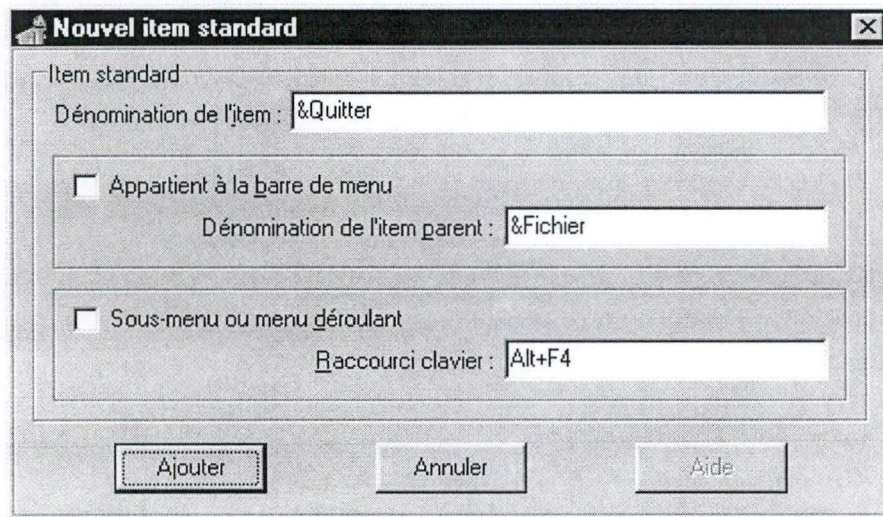 Nouvel item standard
Item standard
Dénomination de l'item : &Quitter
Appartient à la barre de menu
Dénomination de l'item parent : &Fichier
Sous-menu ou menu déroulant
Raccourci clavier : Alt+F4
Ajouter Annuler Aide